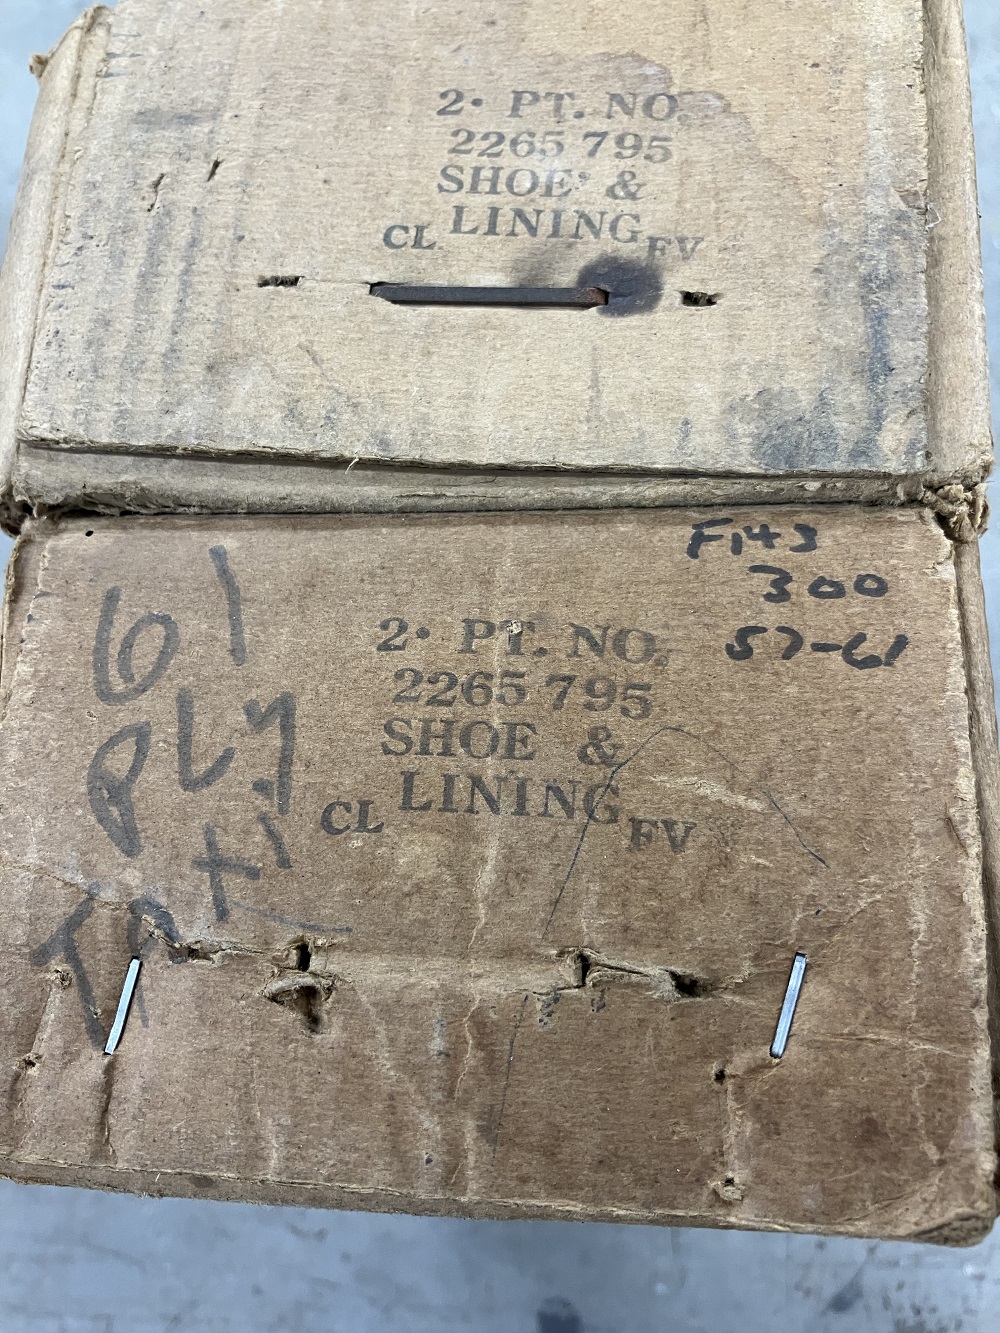 2. PT. NO.
2265 795
SHOE &
LINING
CL FV
F143
300
57-61
2. PT. NO.
2265 795
SHOE &
LINING
CL FV
61
PLY
Taxi